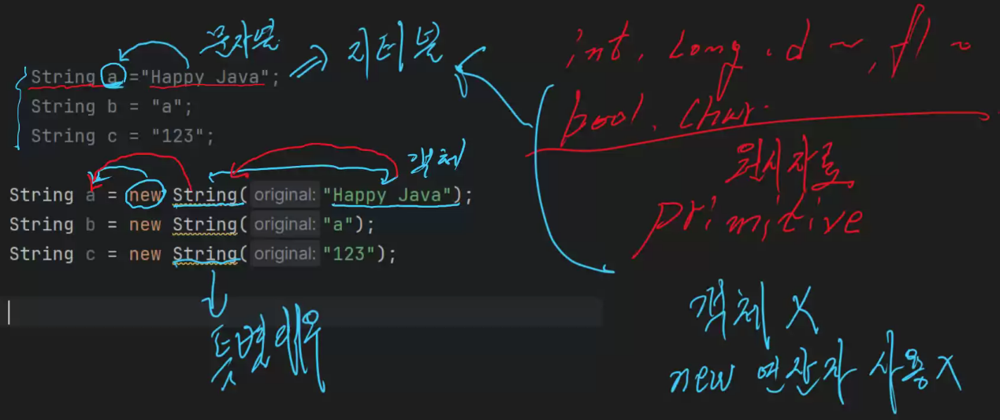 문자열 ⇒ 리터럴
String a ="Happy Java";
String b = "a";
String c = "123";
객체
String a = new String( original: "Happy Java");
String b = new String( original: "a");
String c = new String( original: "123");
특별대우
int, Long, d ~, fl ~
bool, Char.
원시자료
primitive
객체 X
new 연산자 사용 X